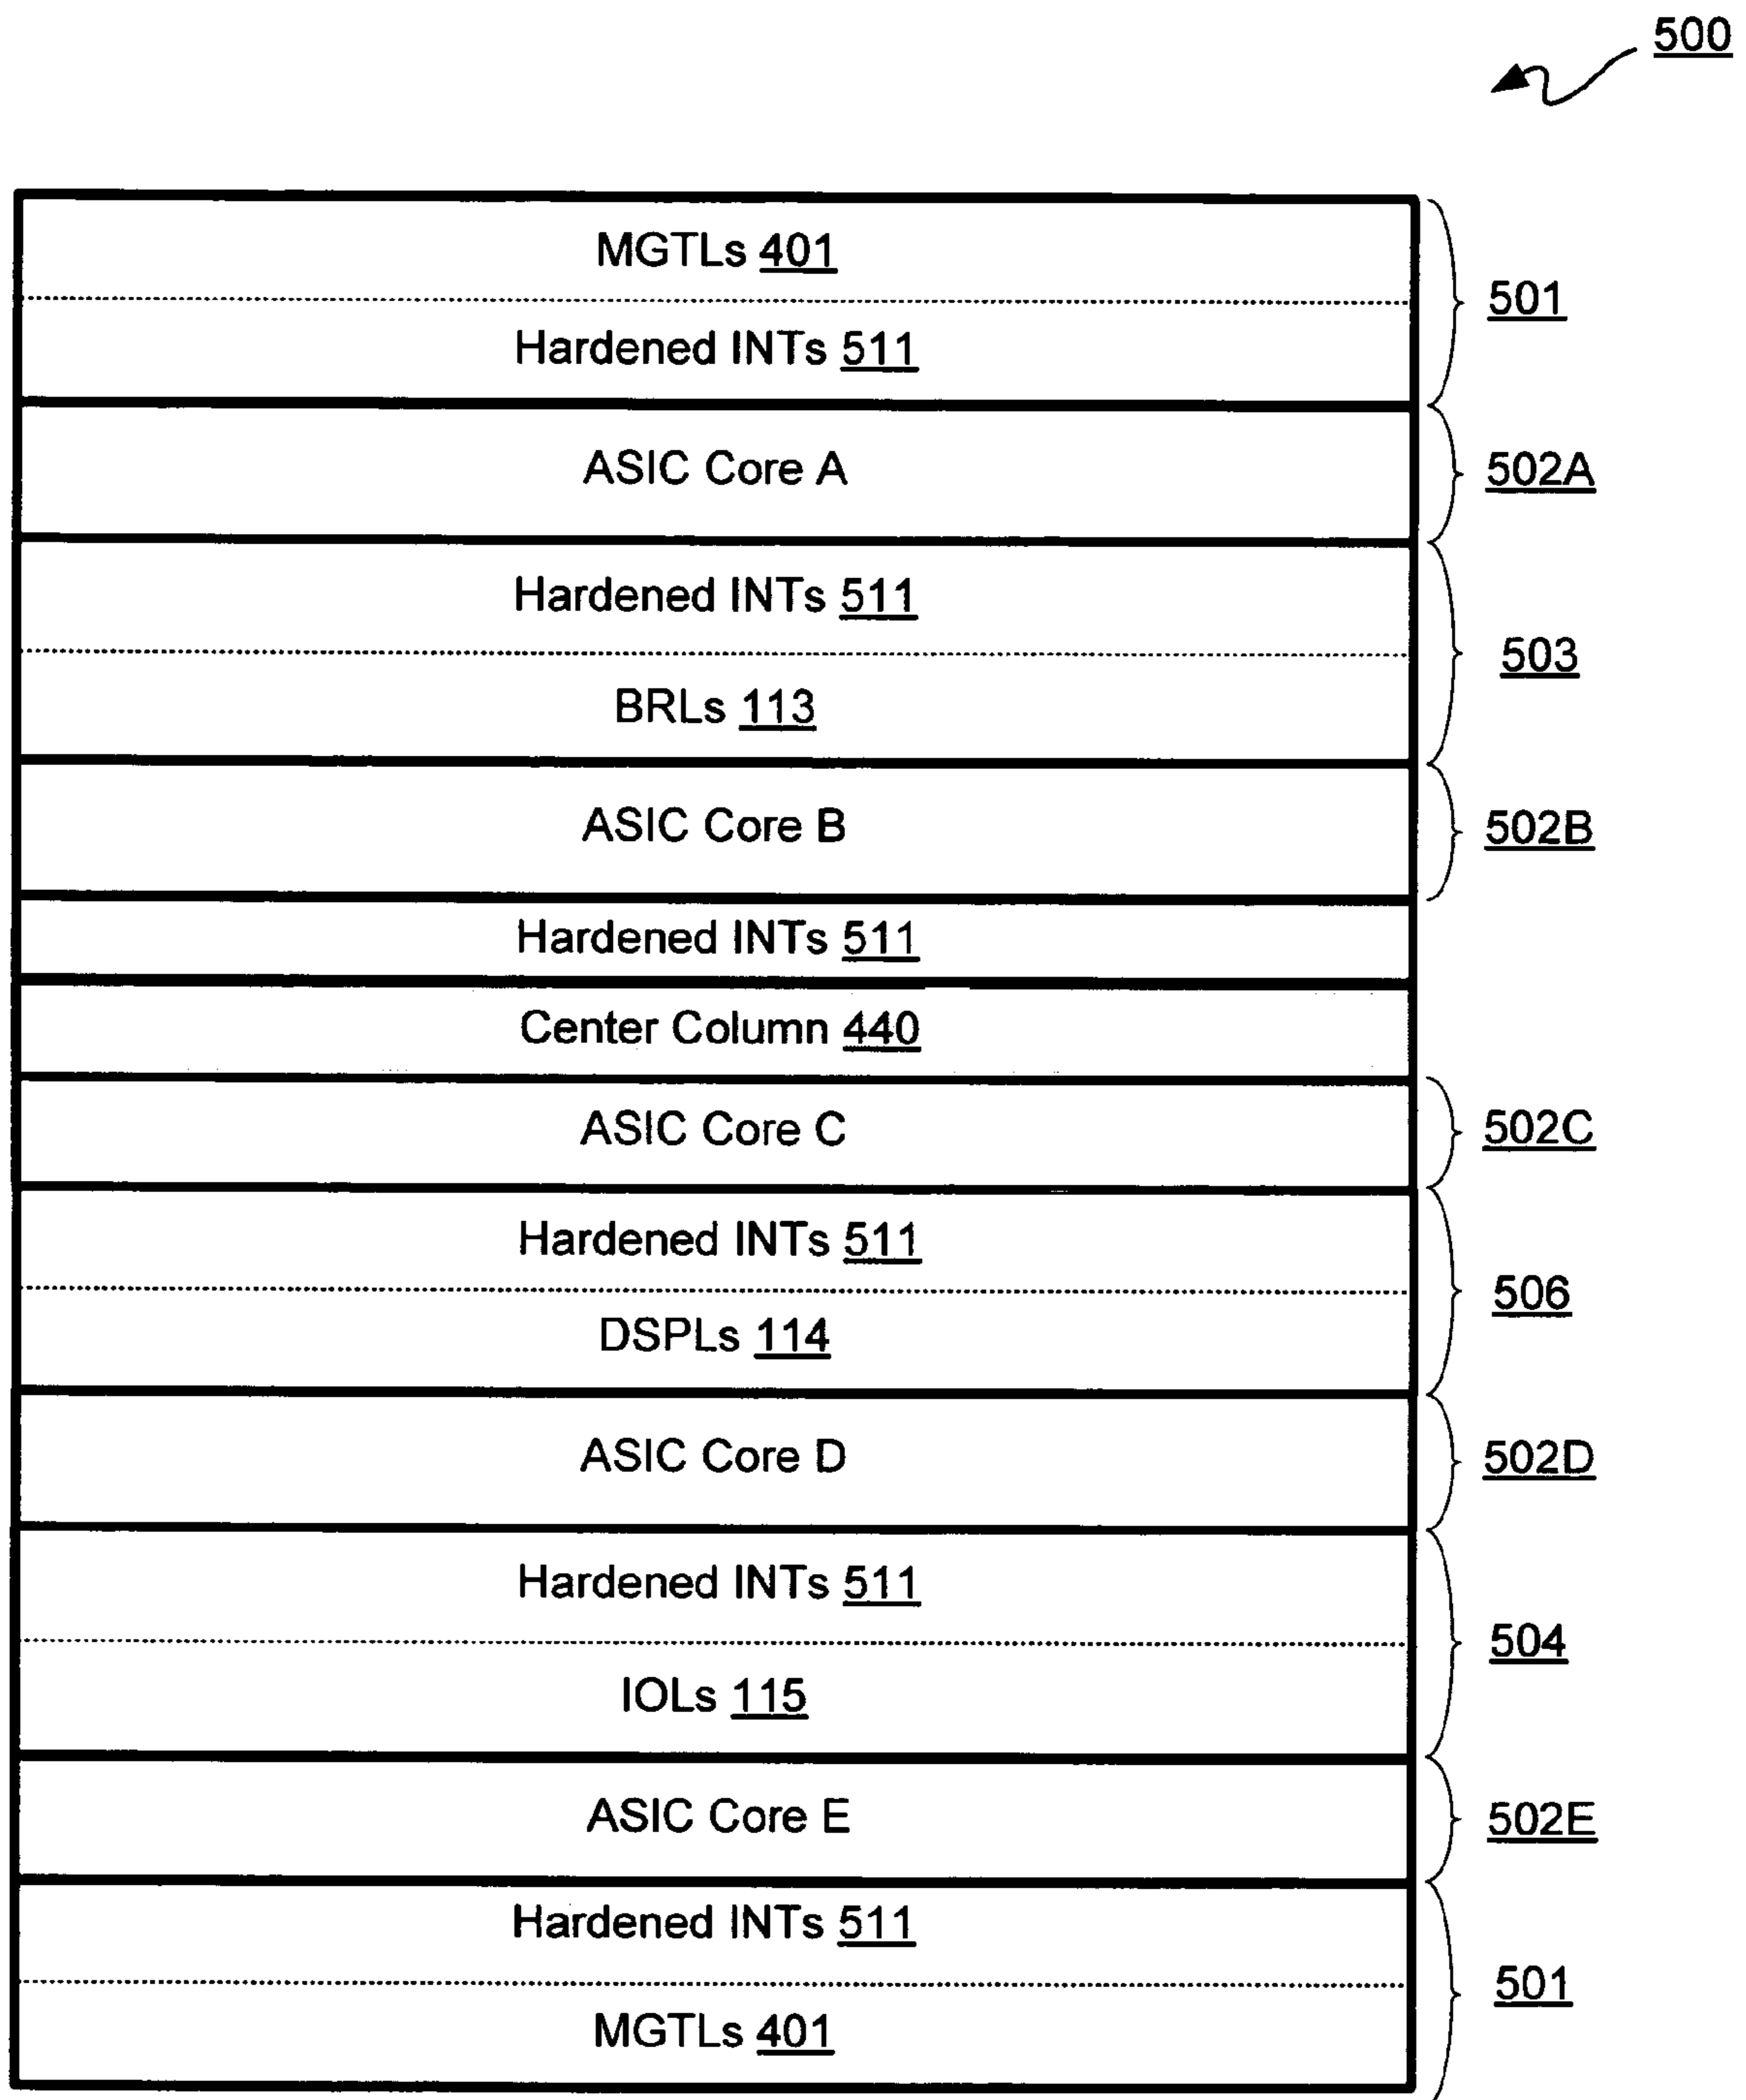 500
MGTLs 401
Hardened INTs 511
501
ASIC Core A
502A
Hardened INTs 511
BRLs 113
503
ASIC Core B
502B
Hardened INTs 511
Center Column 440
ASIC Core C
502C
Hardened INTs 511
DSPLs 114
506
ASIC Core D
502D
Hardened INTs 511
IOLs 115
504
ASIC Core E
502E
Hardened INTs 511
MGTLs 401
501